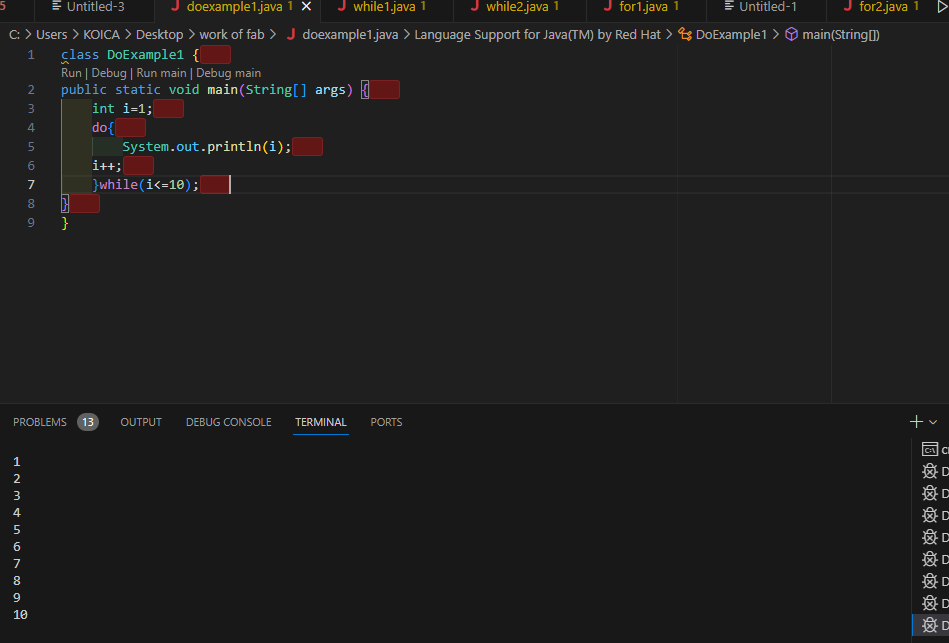 5 Untitled-3 doexample1.java 1 while1.java 1 while2.java 1 for1.java 1 Untitled-1 for2.java 1
C: > Users > KOICA > Desktop > work of fab > doexample1.java > Language Support for Java(TM) by Red Hat > DoExample1 > main(String[])
1 class DoExample1 {
Run | Debug | Run main | Debug main
2 public static void main(String[] args) {
3 int i=1;
4 do{
5 System.out.println(i);
6 i++;
7 }while(i<=10);
8 }
9 }
PROBLEMS 13 OUTPUT DEBUG CONSOLE TERMINAL PORTS
1
2
3
4
5
6
7
8
9
10
D
D
D
D
D
D
D
D